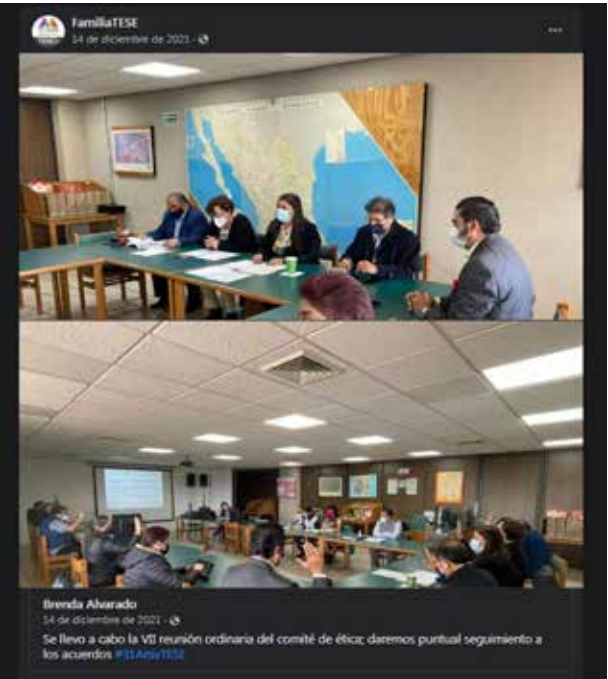 FamiliaTESE
14 de diciembre de 2021 ·
Brenda Alvarado
14 de diciembre de 2021 ·
Se llevo a cabo la VII reunión ordinaria del comité de ética; daremos puntual seguimiento a
los acuerdos